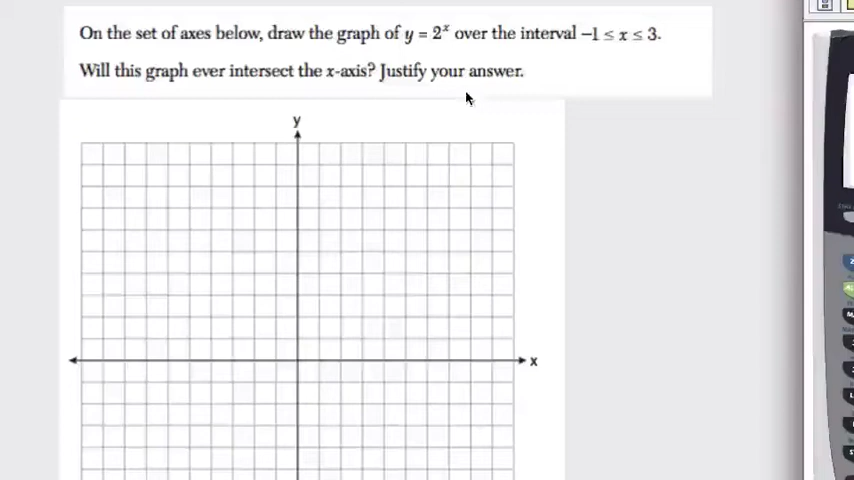 On the set of axes below, draw the graph of y = 2ˣ over the interval −1 ≤ x ≤ 3.
Will this graph ever intersect the x-axis? Justify your answer.
y
x